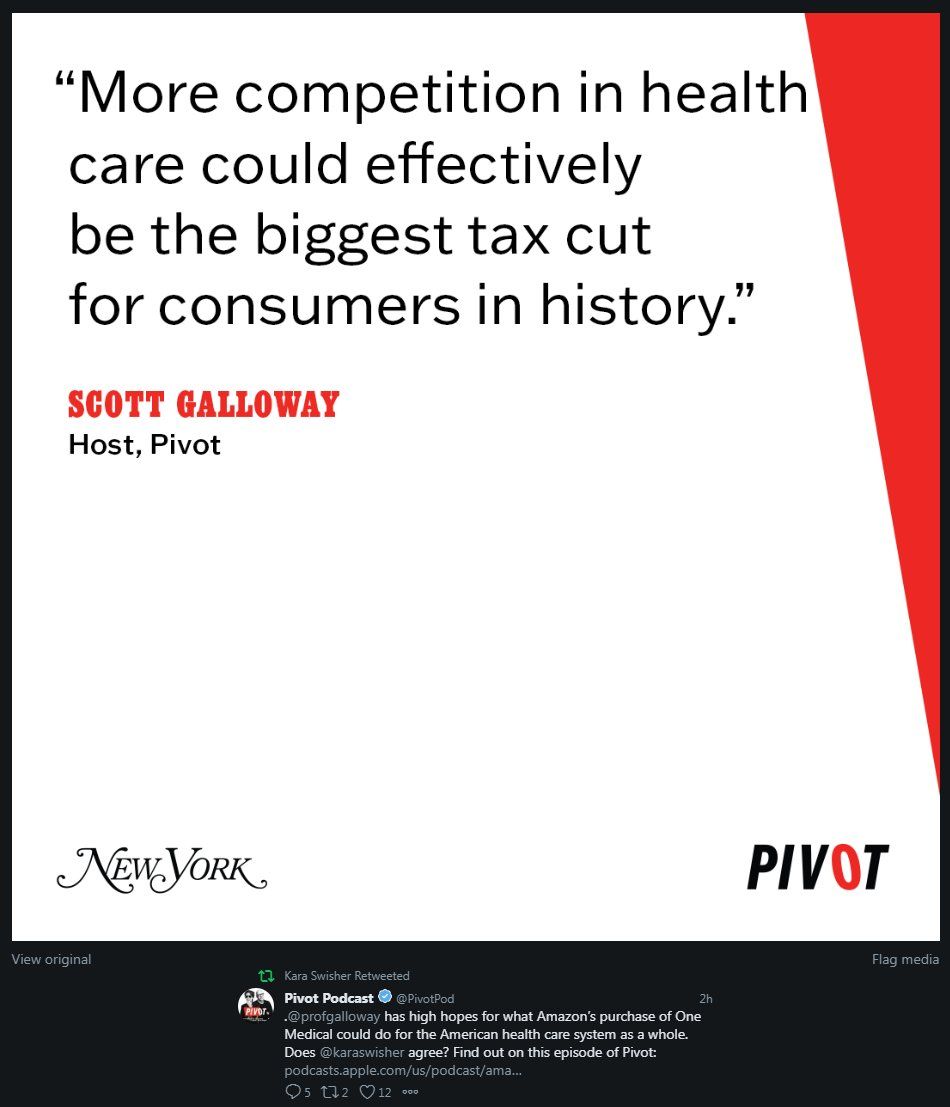 “More competition in health
care could effectively
be the biggest tax cut
for consumers in history.”
SCOTT GALLOWAY
Host, Pivot
NEW YORK
PIVOT
View original
Flag media
Kara Swisher Retweeted
Pivot Podcast @PivotPod 2h
PIVOT
.@profgalloway has high hopes for what Amazon’s purchase of One
Medical could do for the American health care system as a whole.
Does @karaswisher agree? Find out on this episode of Pivot:
podcasts.apple.com/us/podcast/ama...
5 2 12